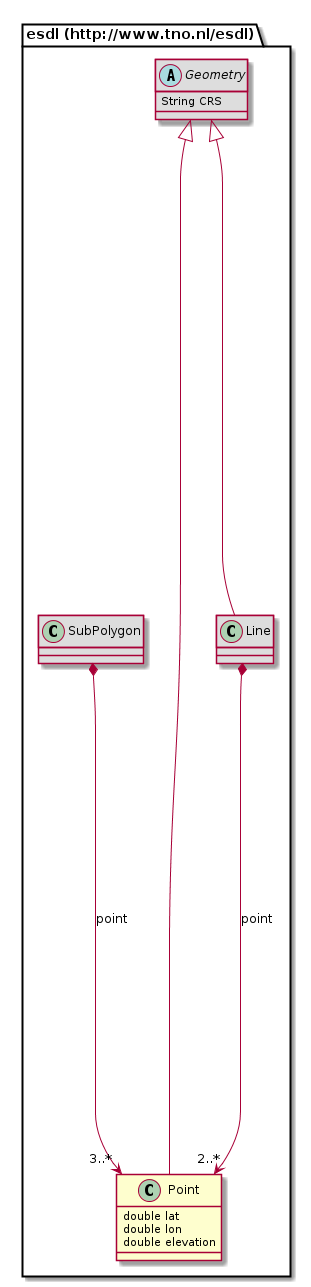 esdl (http://www.tno.nl/esdl)
A Geometry
String CRS
C SubPolygon
C Line
point
point
3..*
2..*
C Point
double lat
double lon
double elevation